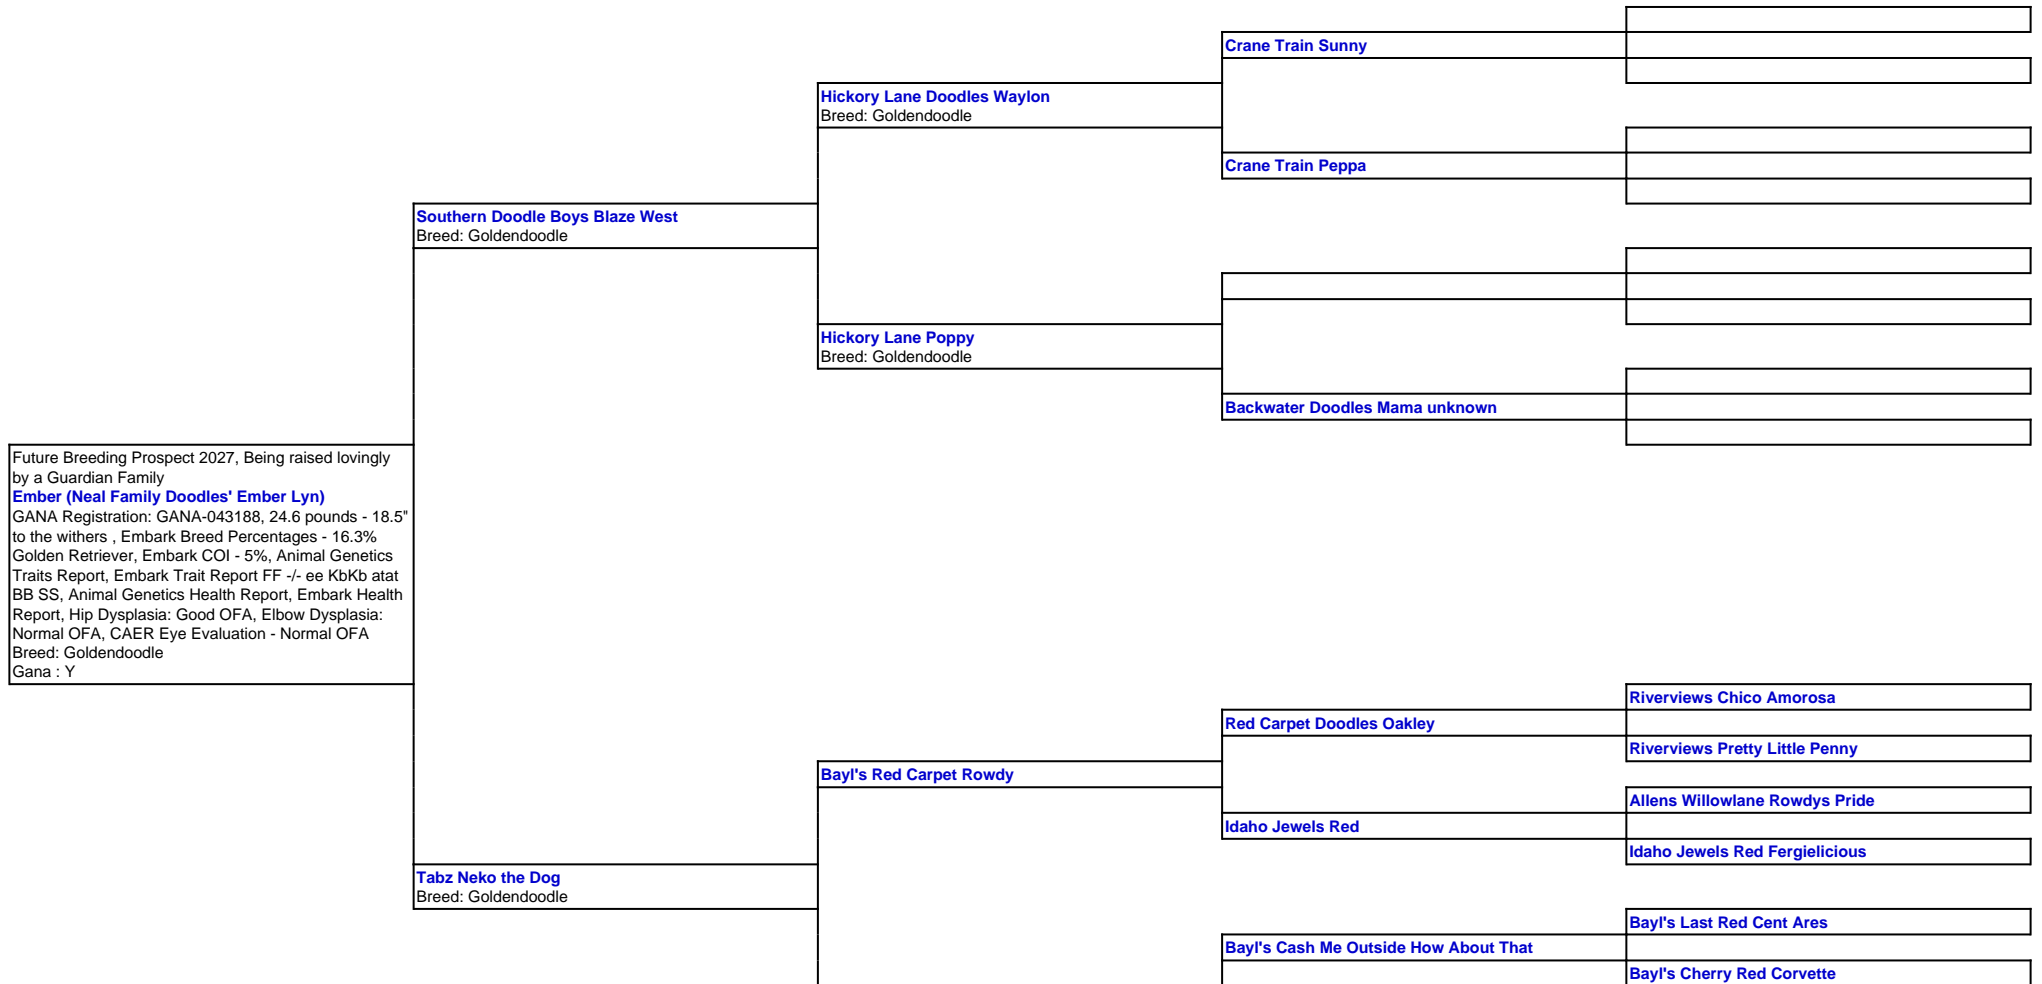 Crane Train Sunny
Hickory Lane Doodles Waylon
Breed: Goldendoodle
Crane Train Peppa
Southern Doodle Boys Blaze West
Breed: Goldendoodle
Hickory Lane Poppy
Breed: Goldendoodle
Backwater Doodles Mama unknown
Future Breeding Prospect 2027, Being raised lovingly
by a Guardian Family
Ember (Neal Family Doodles' Ember Lyn)
GANA Registration: GANA-043188, 24.6 pounds - 18.5"
to the withers , Embark Breed Percentages - 16.3%
Golden Retriever, Embark COI - 5%, Animal Genetics
Traits Report, Embark Trait Report FF -/- ee KbKb atat
BB SS, Animal Genetics Health Report, Embark Health
Report, Hip Dysplasia: Good OFA, Elbow Dysplasia:
Normal OFA, CAER Eye Evaluation - Normal OFA
Breed: Goldendoodle
Gana : Y
Riverviews Chico Amorosa
Red Carpet Doodles Oakley
Riverviews Pretty Little Penny
Bayl's Red Carpet Rowdy
Allens Willowlane Rowdys Pride
Idaho Jewels Red
Idaho Jewels Red Fergielicious
Tabz Neko the Dog
Breed: Goldendoodle
Bayl's Last Red Cent Ares
Bayl's Cash Me Outside How About That
Bayl's Cherry Red Corvette